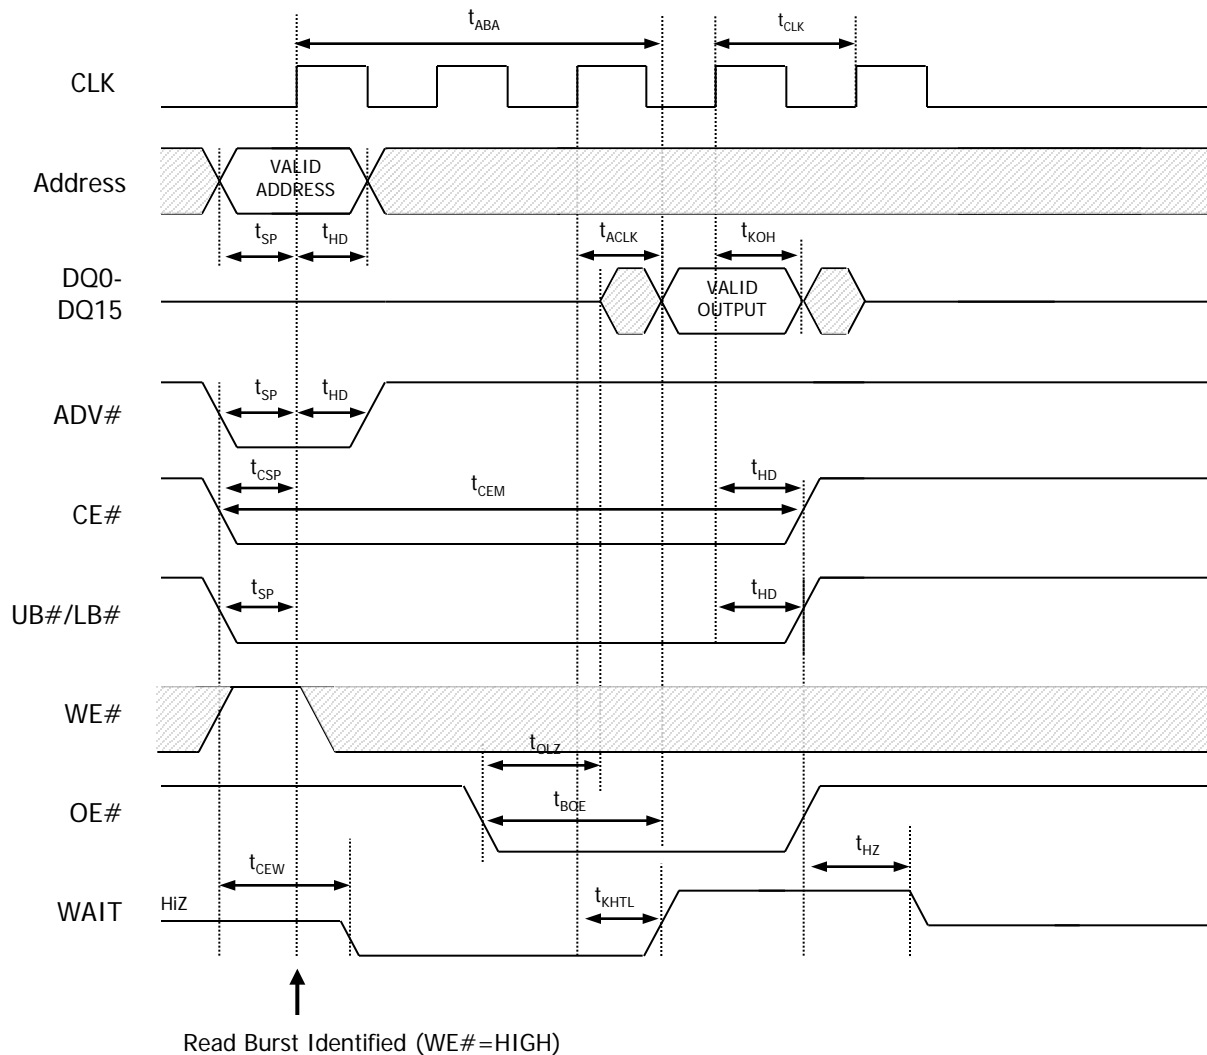 tABA
tCLK
CLK
Address
VALID
ADDRESS
tSP
tHD
tACLK
tKOH
DQ0-
DQ15
VALID
OUTPUT
ADV#
tSP
tHD
CE#
tCSP
tCEM
tHD
UB#/LB#
tSP
tHD
WE#
tOLZ
OE#
tBOE
tHZ
tCEW
WAIT
HiZ
tKHTL
Read Burst Identified (WE#=HIGH)